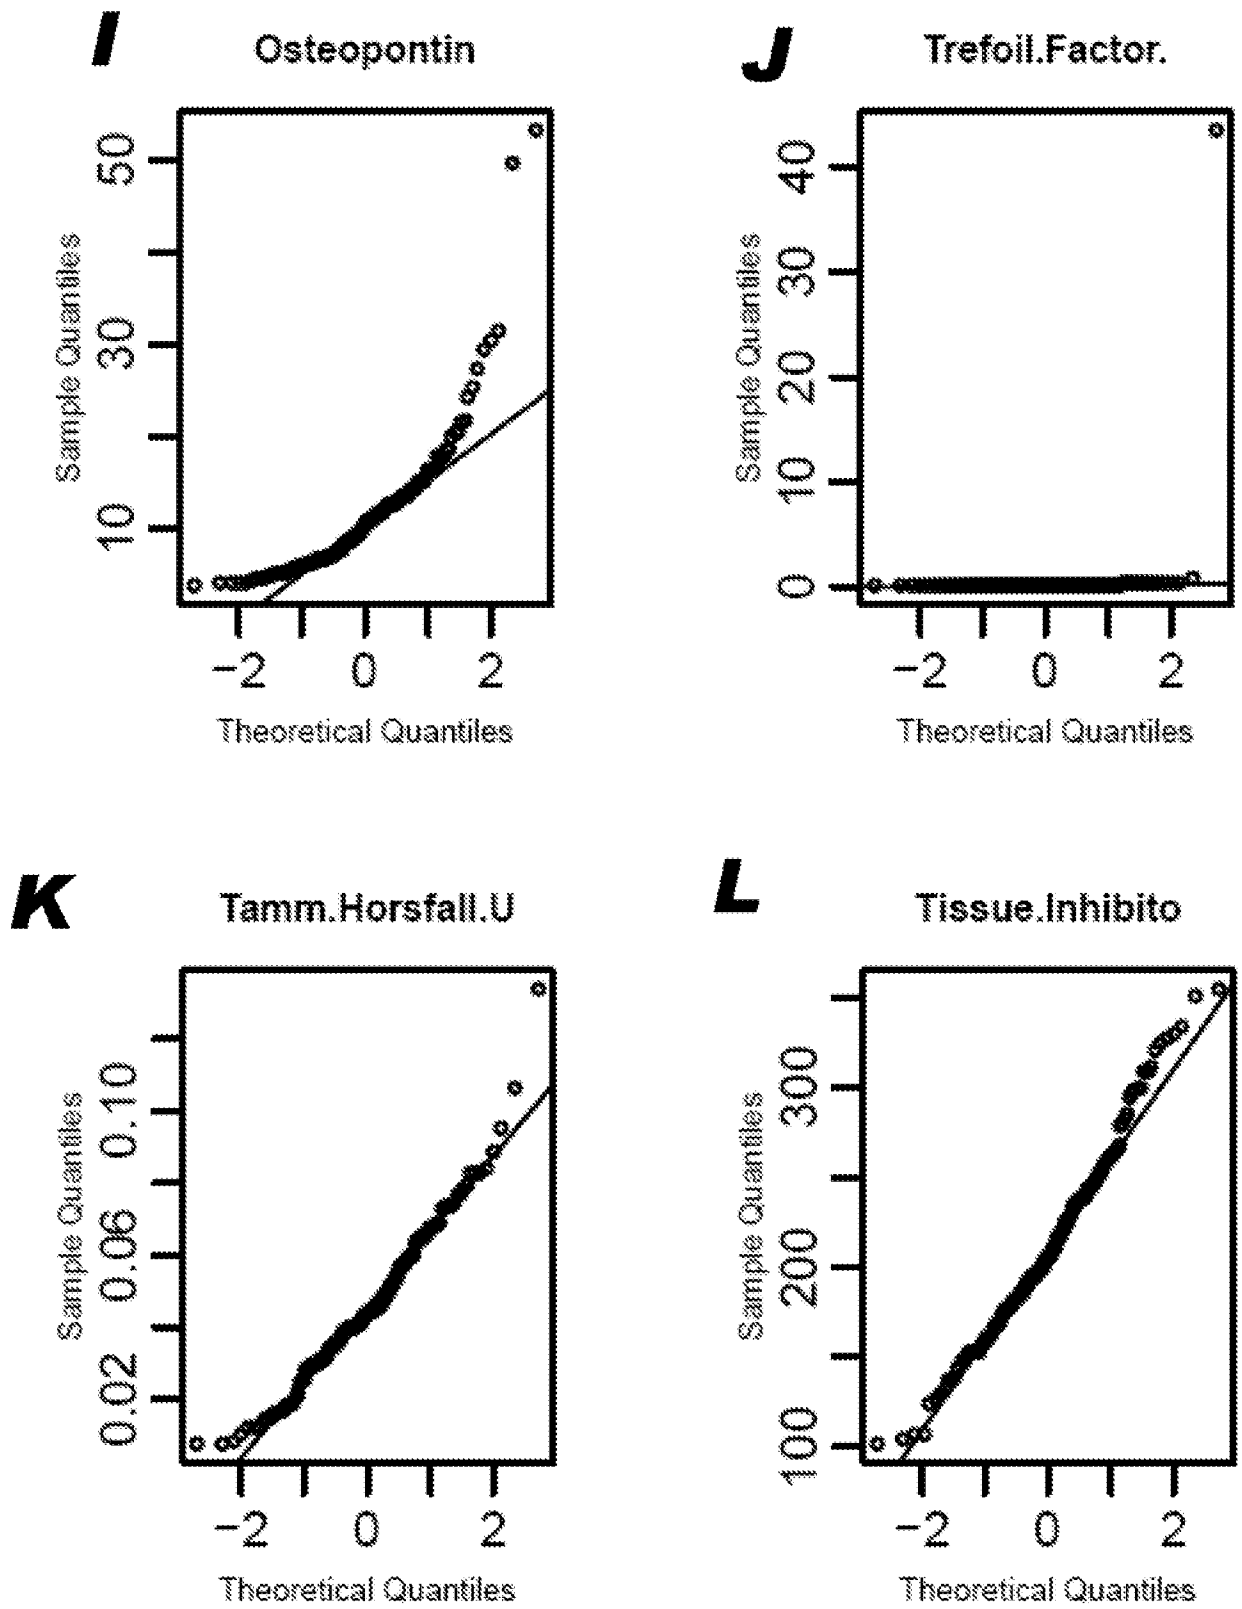 I Osteopontin
Sample Quantiles
50
30
10
−2 0 2
Theoretical Quantiles
J Trefoil.Factor.
Sample Quantiles
40
30
20
10
0
−2 0 2
Theoretical Quantiles
K Tamm.Horsfall.U
Sample Quantiles
0.10
0.06
0.02
−2 0 2
Theoretical Quantiles
L Tissue.Inhibito
Sample Quantiles
300
200
100
−2 0 2
Theoretical Quantiles